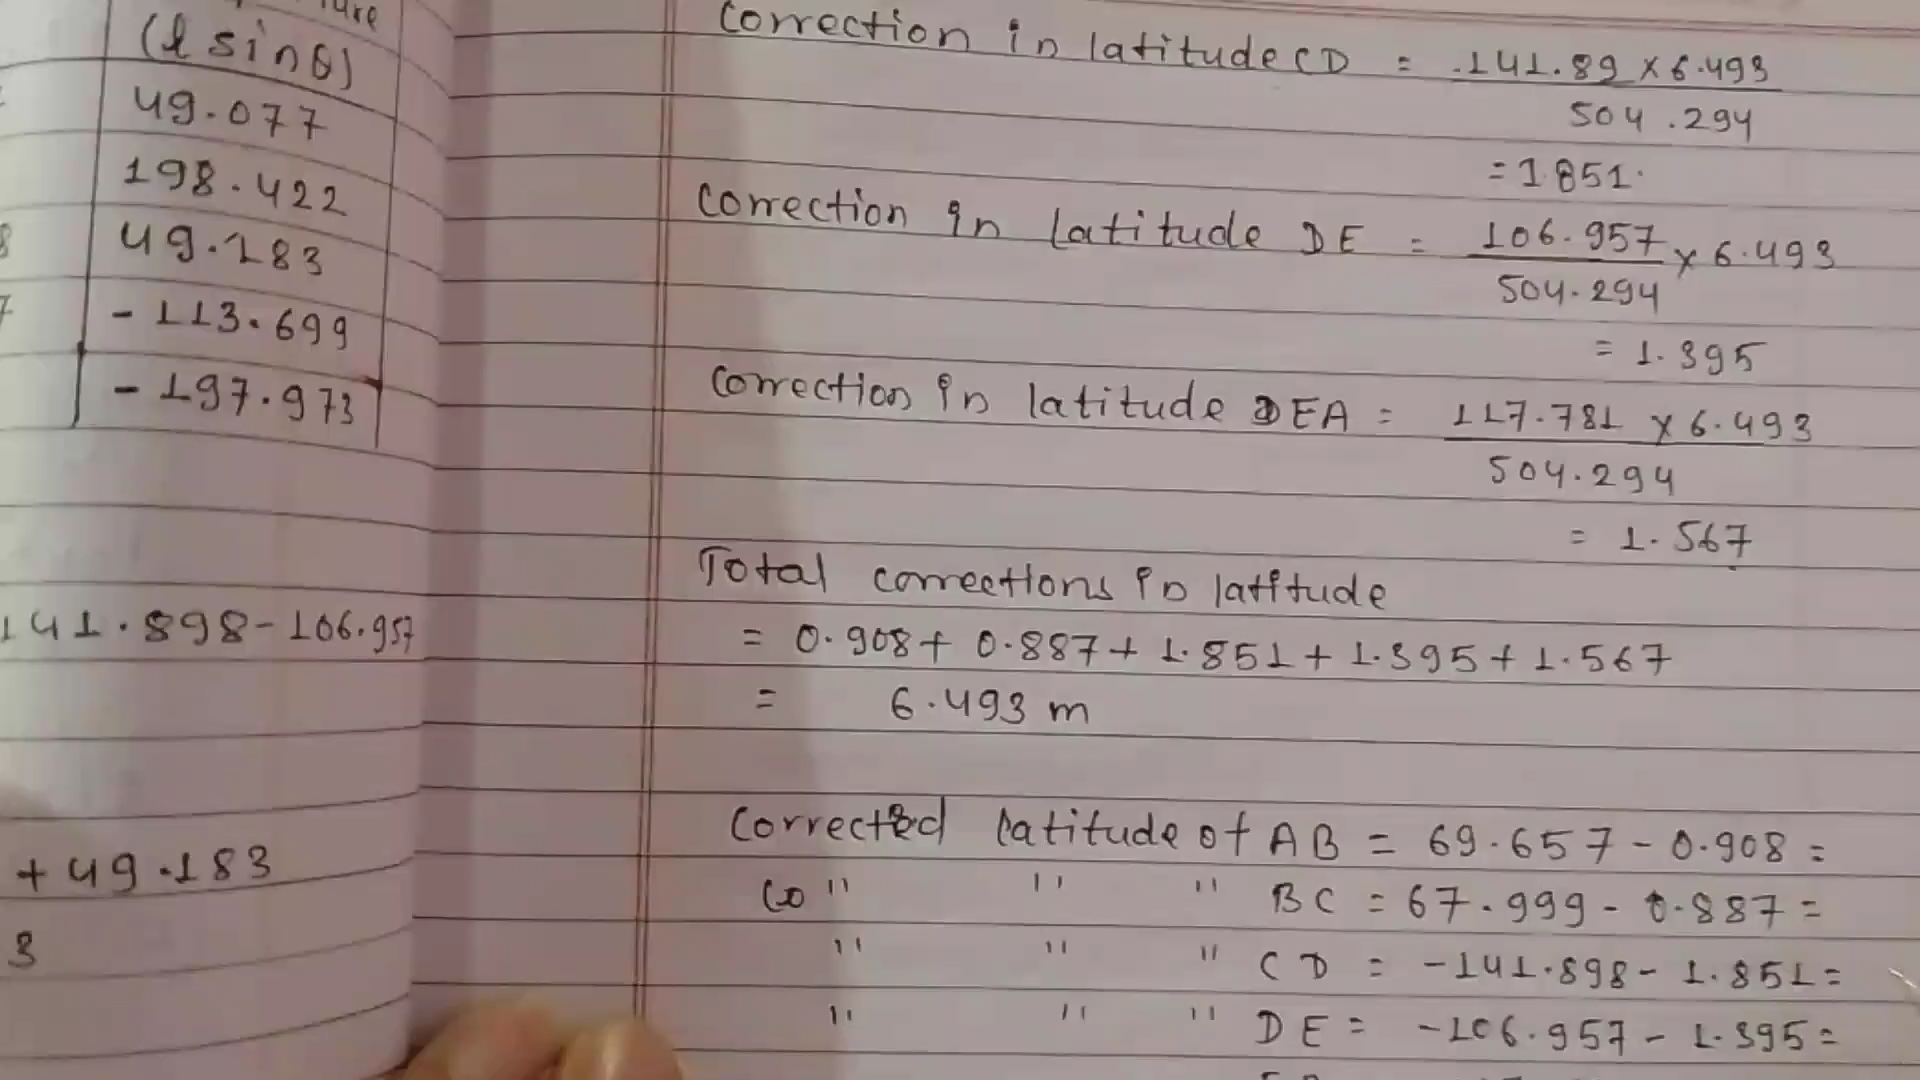 (l sinθ)
49.077
198.422
49.183
- 113.699
- 197.973
141.898-106.957
+ 49.183
3
Correction in latitude CD = .141.89 x 6.493
504.294
= 1.851.
Correction in Latitude DE = 106.957 x 6.493
504.294
= 1.395
Correction in latitude DEA = 117.781 x 6.493
504.294
= 1.567
Total corrections in latitude
= 0.908+ 0.887+ 1.851+ 1.395+ 1.567
= 6.493 m
Corrected latitude of AB = 69.657 - 0.908 =
Co " " " BC = 67.999 - 0.887 =
" " " CD = -141.898 - 1.851=
" " " DE = -106.957 - 1.395=